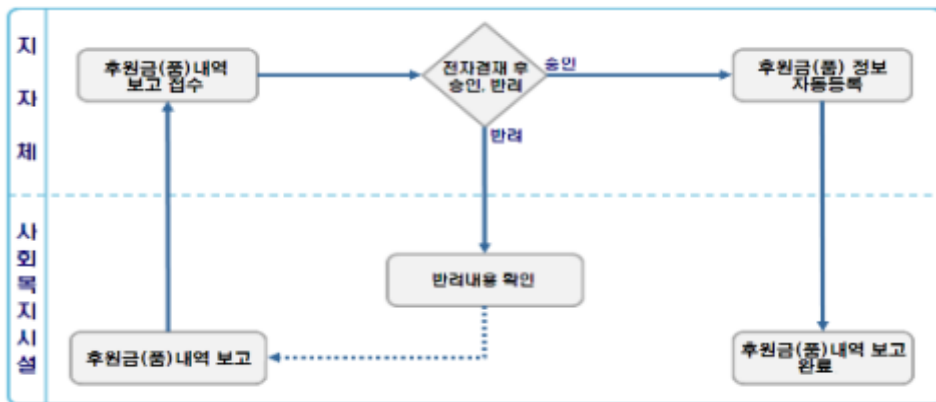 지자체
후원금(품)내역
보고 접수
전자결재 후
승인, 반려
승인
후원금(품) 정보
자동등록
반려
사회복지시설
반려내용 확인
후원금(품)내역 보고
후원금(품)내역 보고
완료